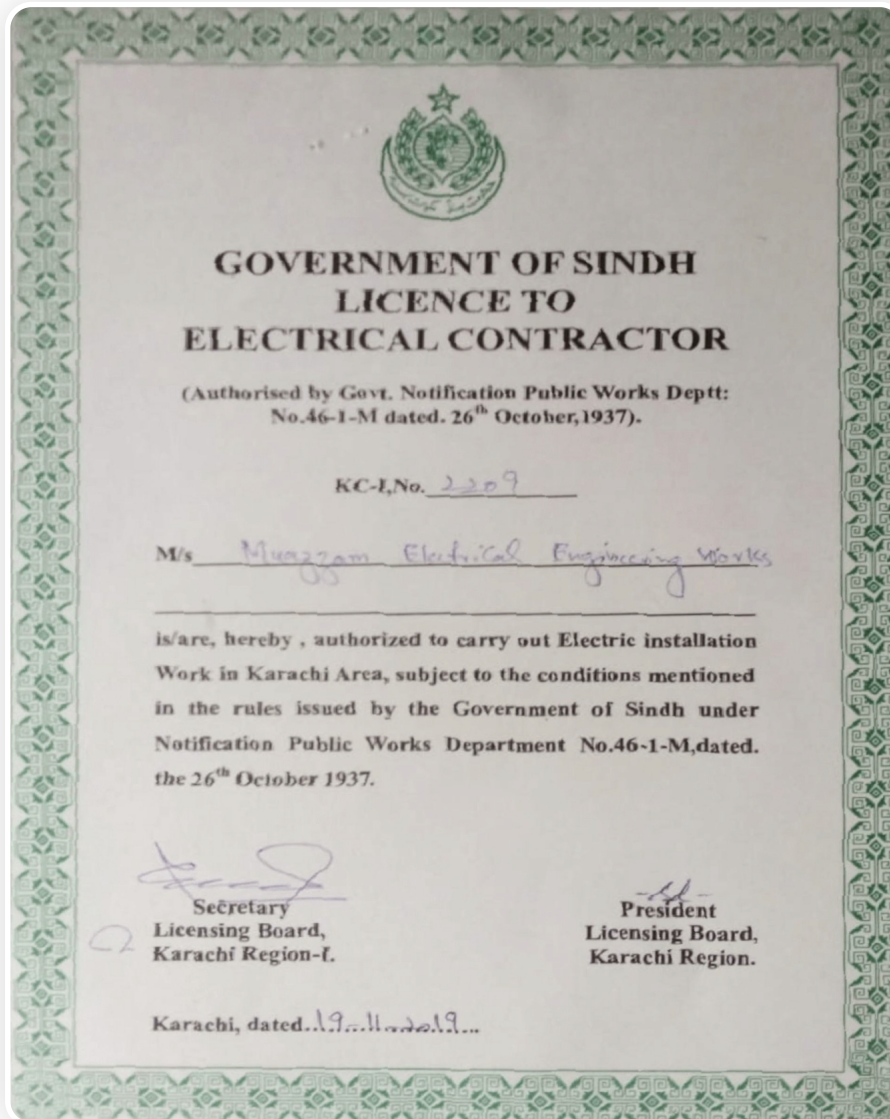 GOVERNMENT OF SINDH
LICENCE TO
ELECTRICAL CONTRACTOR
(Authorised by Govt. Notification Public Works Deptt:
No.46-1-M dated. 26th October,1937).
KC-I,No. 2209
M/s Muazzam Electrical Engineering Works
is/are, hereby , authorized to carry out Electric installation
Work in Karachi Area, subject to the conditions mentioned
in the rules issued by the Government of Sindh under
Notification Public Works Department No.46-1-M,dated.
the 26th October 1937.
Secretary
Licensing Board,
Karachi Region-I.
President
Licensing Board,
Karachi Region.
Karachi, dated..19-11-2019...